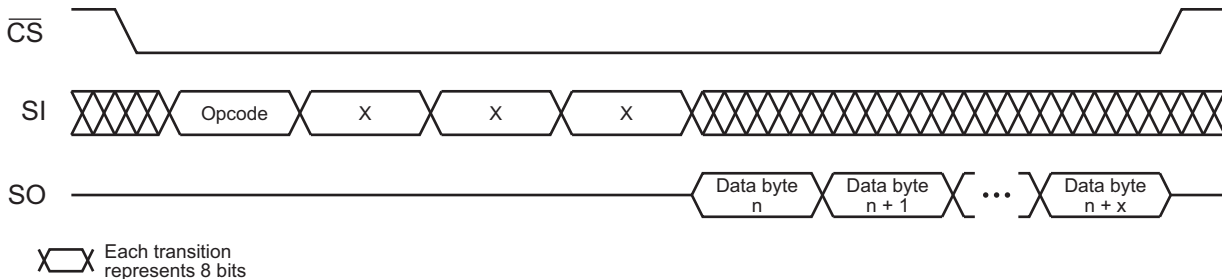 CS
SI
Opcode
X
X
X
SO
Data byte
n
Data byte
n + 1
•••
Data byte
n + x
Each transition
represents 8 bits